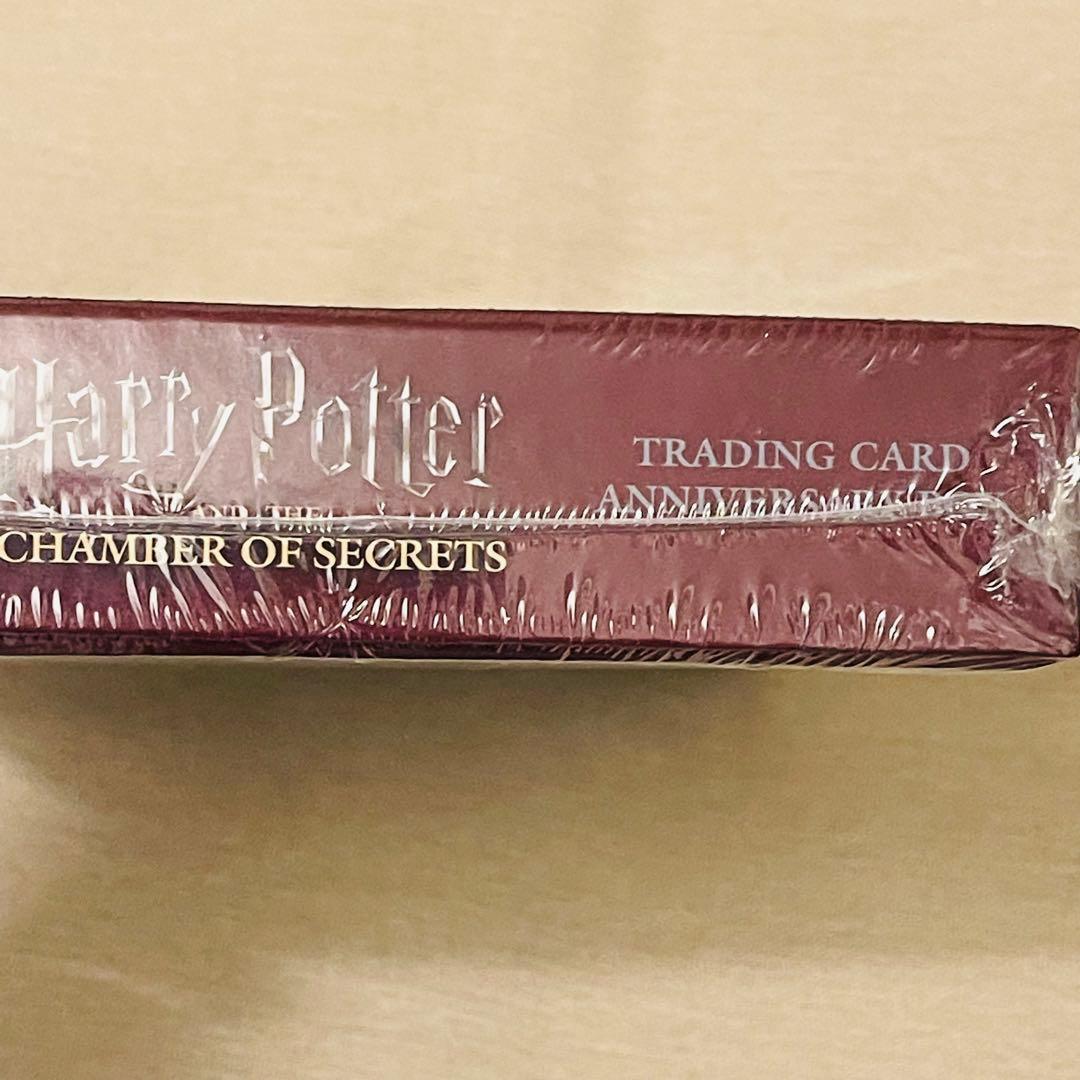 Harry Potter
AND THE
CHAMBER OF SECRETS
TRADING CARD